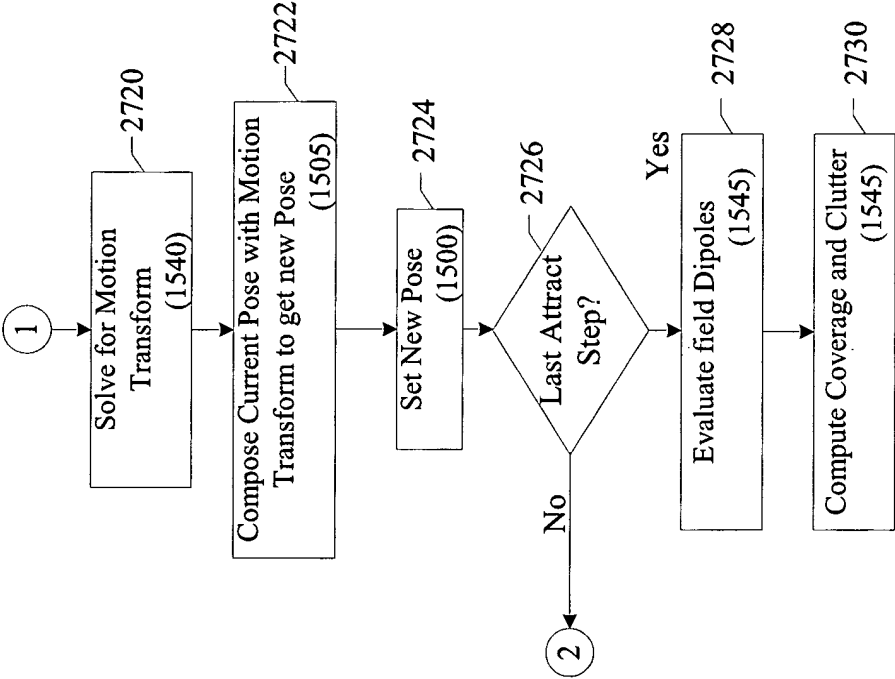 1
Solve for Motion
Transform
(1540)
2720
Compose Current Pose with Motion
Transform to get new Pose
(1505)
2722
Set New Pose
(1500)
2724
Last Attract
Step?
2726
No
2
Yes
Evaluate field Dipoles
(1545)
2728
Compute Coverage and Clutter
(1545)
2730